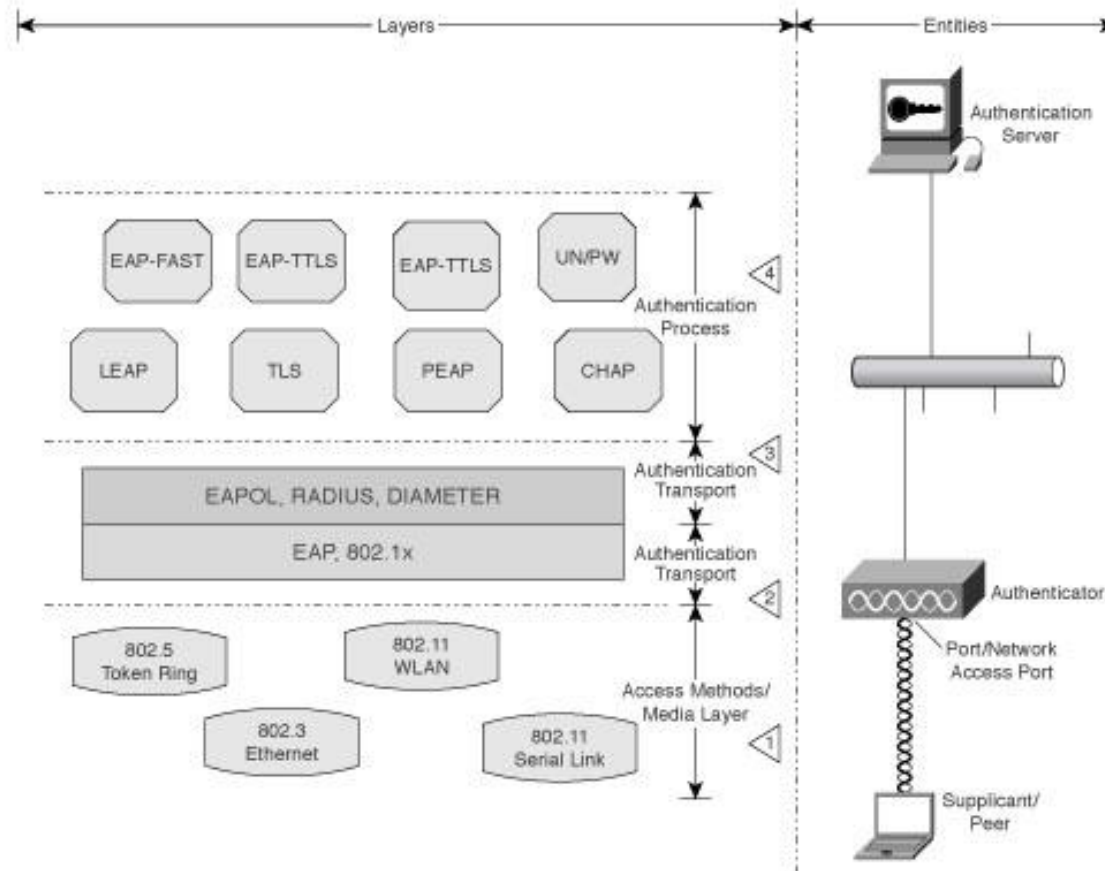 Layers
Entities
Authentication
Server
EAP-FAST
EAP-TTLS
EAP-TTLS
UN/PW
4
Authentication
Process
LEAP
TLS
PEAP
CHAP
3
Authentication
Transport
EAPOL, RADIUS, DIAMETER
EAP, 802.1x
Authentication
Transport
2
Authenticator
Port/Network
Access Port
802.5
Token Ring
802.11
WLAN
Access Methods/
Media Layer
802.3
Ethernet
802.11
Serial Link
1
Supplicant/
Peer